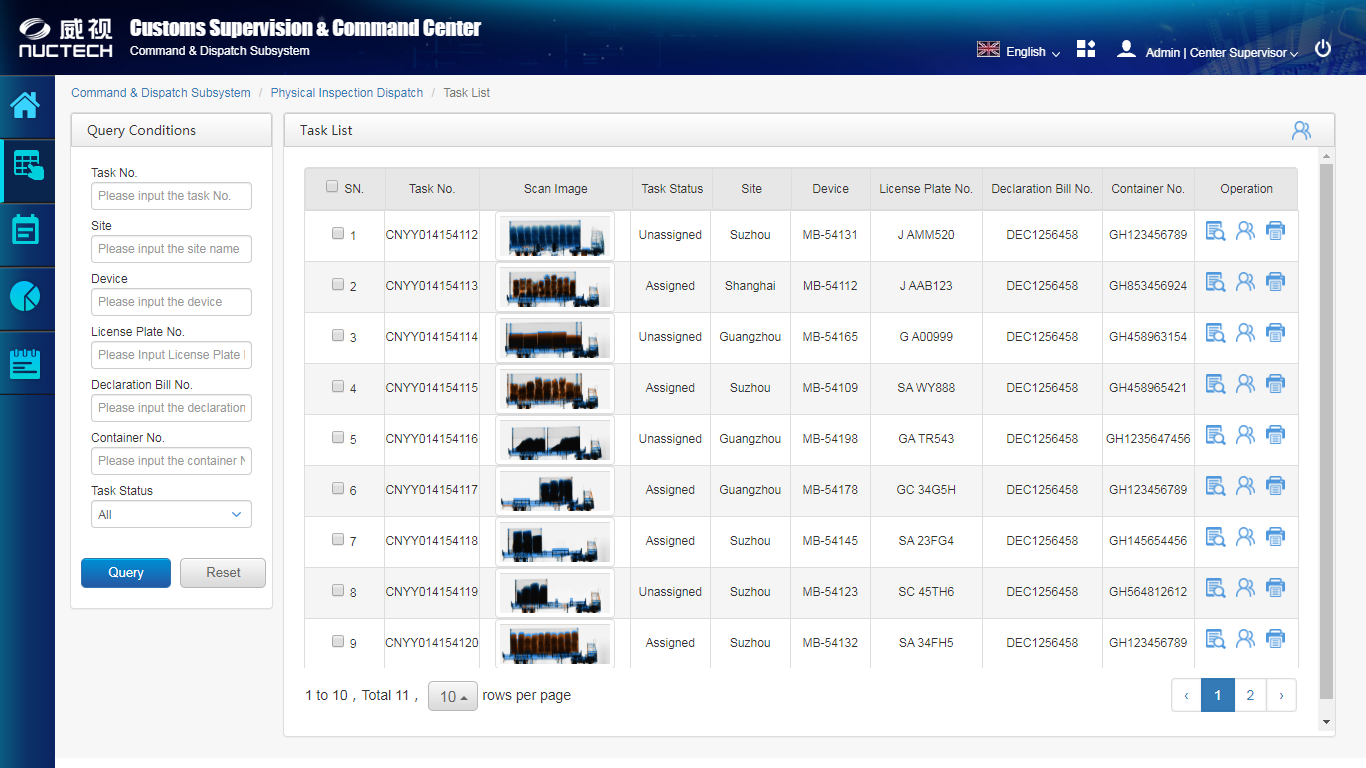 威视
NUCTECH
Customs Supervision & Command Center
Command & Dispatch Subsystem
English
Admin | Center Supervisor
Command & Dispatch Subsystem / Physical Inspection Dispatch / Task List
Query Conditions
Task No.
Please input the task No.
Site
Please input the site name
Device
Please input the device
License Plate No.
Please Input License Plate
Declaration Bill No.
Please input the declaration
Container No.
Please input the container N
Task Status
All
Query Reset
Task List
SN. Task No. Scan Image Task Status Site Device License Plate No. Declaration Bill No. Container No. Operation
1 CNYY014154112 Unassigned Suzhou MB-54131 J AMM520 DEC1256458 GH123456789
2 CNYY014154113 Assigned Shanghai MB-54112 J AAB123 DEC1256458 GH853456924
3 CNYY014154114 Unassigned Guangzhou MB-54165 G A00999 DEC1256458 GH458963154
4 CNYY014154115 Assigned Suzhou MB-54109 SA WY888 DEC1256458 GH458965421
5 CNYY014154116 Unassigned Guangzhou MB-54198 GA TR543 DEC1256458 GH1235647456
6 CNYY014154117 Assigned Guangzhou MB-54178 GC 34G5H DEC1256458 GH123456789
7 CNYY014154118 Assigned Suzhou MB-54145 SA 23FG4 DEC1256458 GH145654456
8 CNYY014154119 Unassigned Suzhou MB-54123 SC 45TH6 DEC1256458 GH564812612
9 CNYY014154120 Assigned Suzhou MB-54132 SA 34FH5 DEC1256458 GH123456789
1 to 10 , Total 11 , 10 rows per page
‹ 1 2 ›